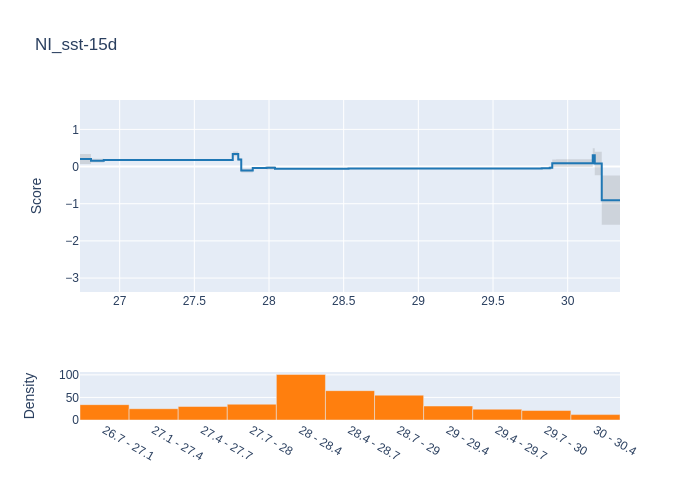 NI_sst-15d
Score
1
0
−1
−2
−3
27
27.5
28
28.5
29
29.5
30
Density
100
50
0
26.7 - 27.1
27.1 - 27.4
27.4 - 27.7
27.7 - 28
28 - 28.4
28.4 - 28.7
28.7 - 29
29 - 29.4
29.4 - 29.7
29.7 - 30
30 - 30.4